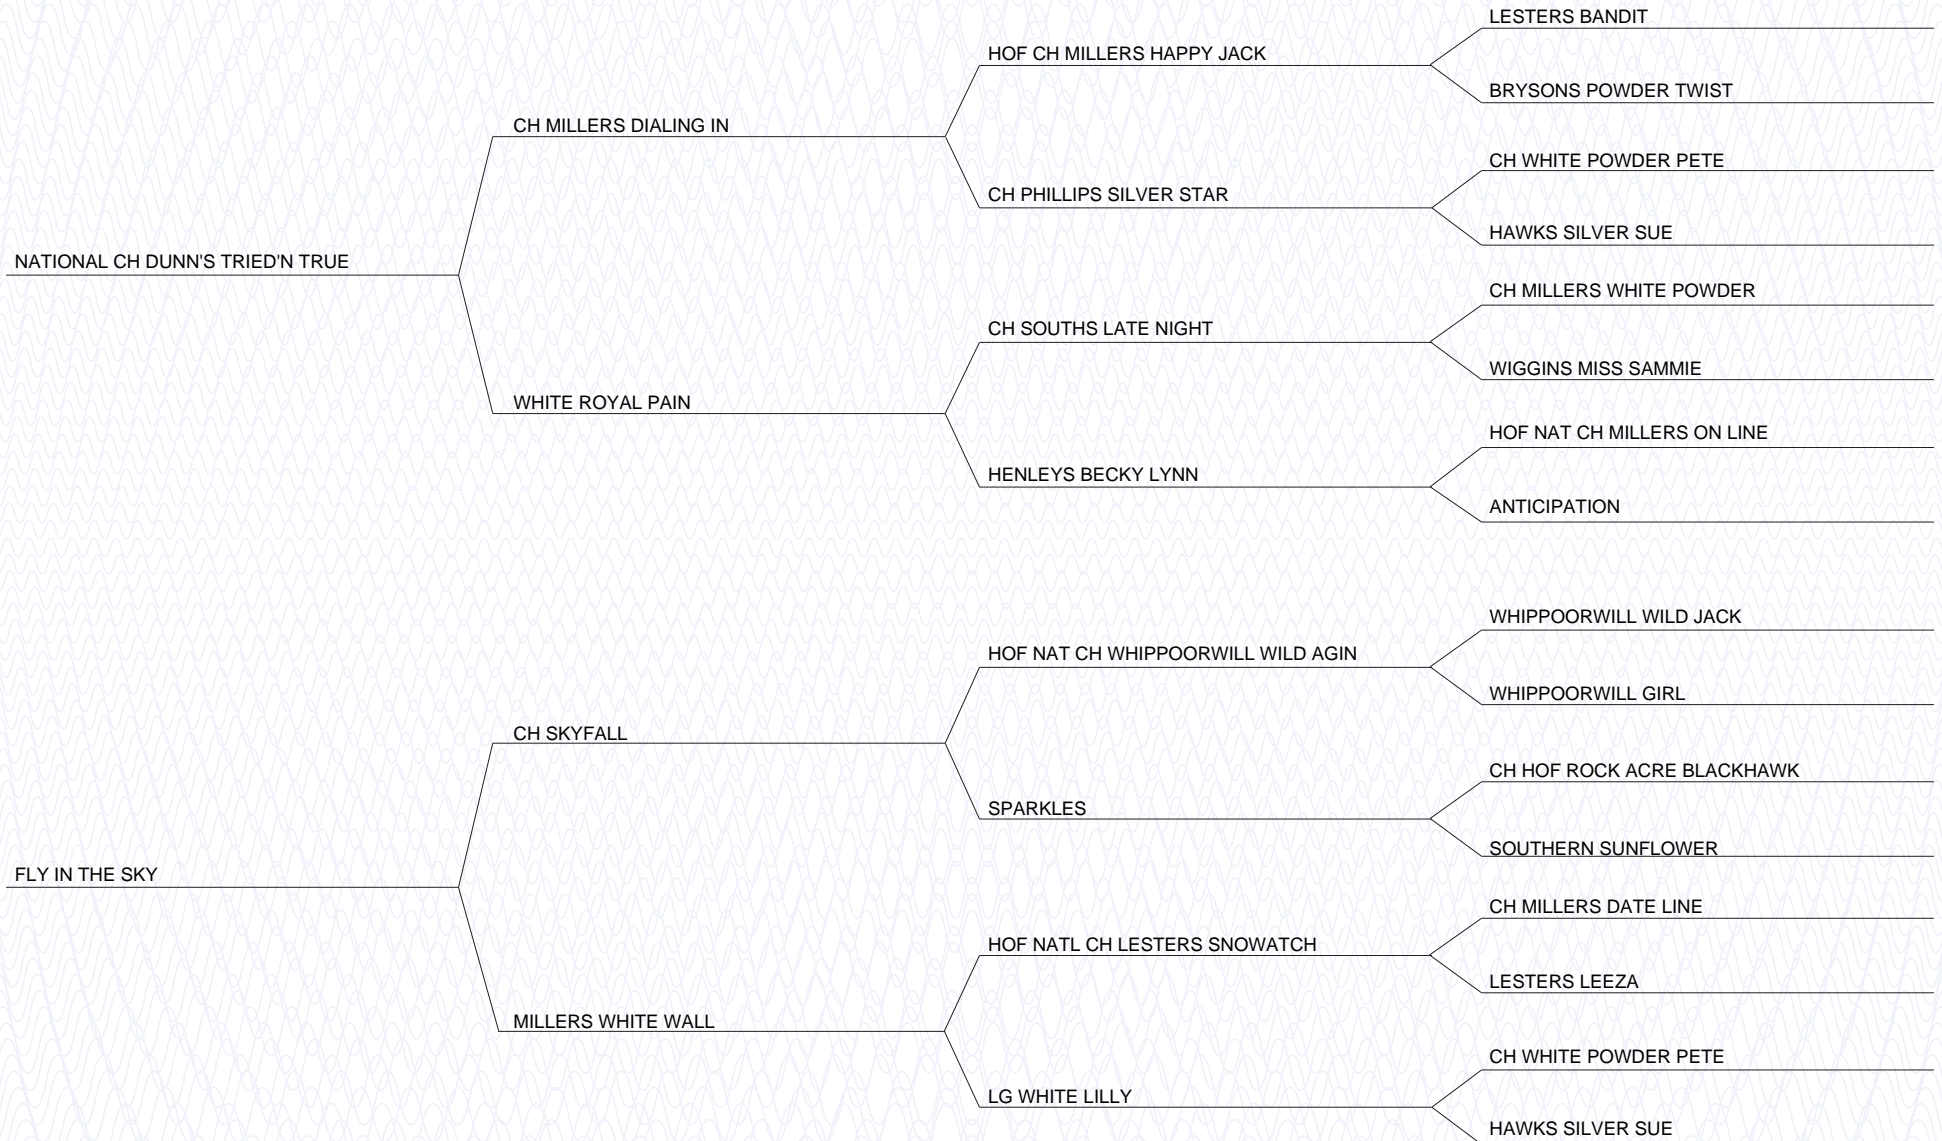 LESTERS BANDIT
HOF CH MILLERS HAPPY JACK
BRYSONS POWDER TWIST
CH MILLERS DIALING IN
CH WHITE POWDER PETE
CH PHILLIPS SILVER STAR
HAWKS SILVER SUE
NATIONAL CH DUNN'S TRIED'N TRUE
CH MILLERS WHITE POWDER
CH SOUTHS LATE NIGHT
WIGGINS MISS SAMMIE
WHITE ROYAL PAIN
HOF NAT CH MILLERS ON LINE
HENLEYS BECKY LYNN
ANTICIPATION
WHIPPOORWILL WILD JACK
HOF NAT CH WHIPPOORWILL WILD AGIN
WHIPPOORWILL GIRL
CH SKYFALL
CH HOF ROCK ACRE BLACKHAWK
SPARKLES
SOUTHERN SUNFLOWER
FLY IN THE SKY
CH MILLERS DATE LINE
HOF NATL CH LESTERS SNOWATCH
LESTERS LEEZA
MILLERS WHITE WALL
CH WHITE POWDER PETE
LG WHITE LILLY
HAWKS SILVER SUE